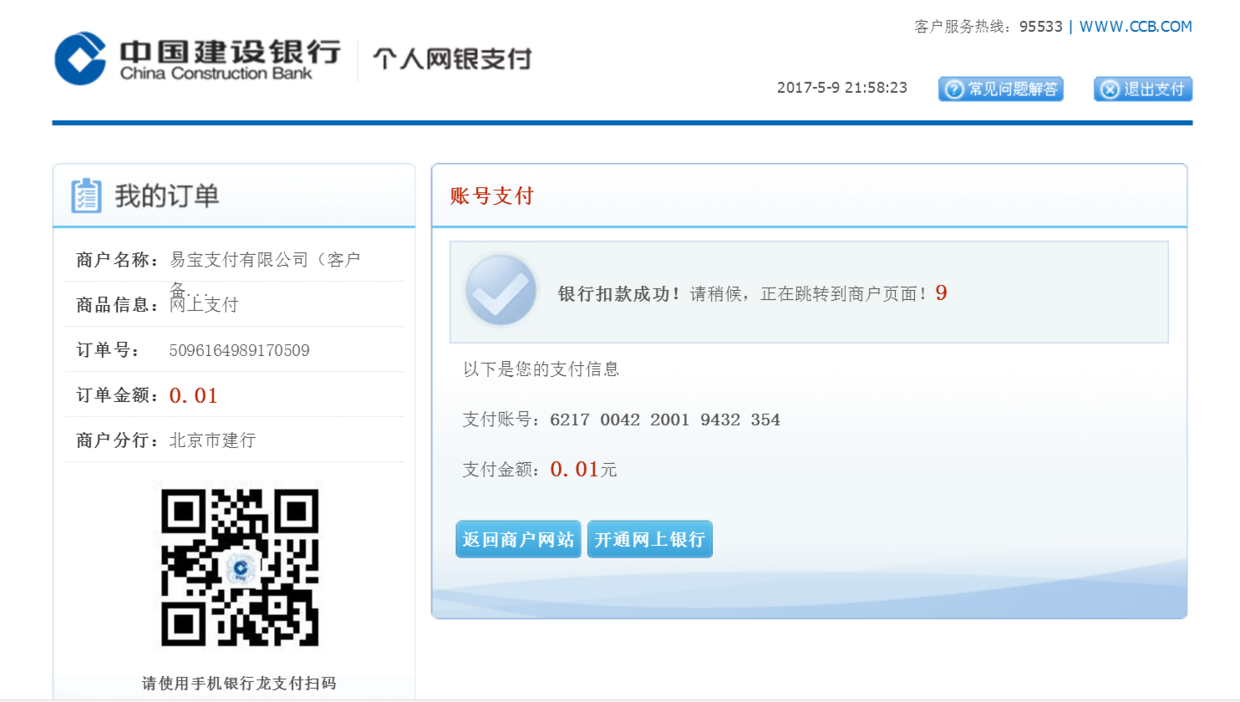 客户服务热线：95533 | WWW.CCB.COM
中国建设银行
China Construction Bank
个人网银支付
2017-5-9 21:58:23
常见问题解答
退出支付
我的订单
商户名称：易宝支付有限公司（客户
备...
商品信息：网上支付
订单号：5096164989170509
订单金额：0.01
商户分行：北京市建行
请使用手机银行龙支付扫码
账号支付
银行扣款成功！请稍候，正在跳转到商户页面！9
以下是您的支付信息
支付账号：6217 0042 2001 9432 354
支付金额：0.01元
返回商户网站
开通网上银行